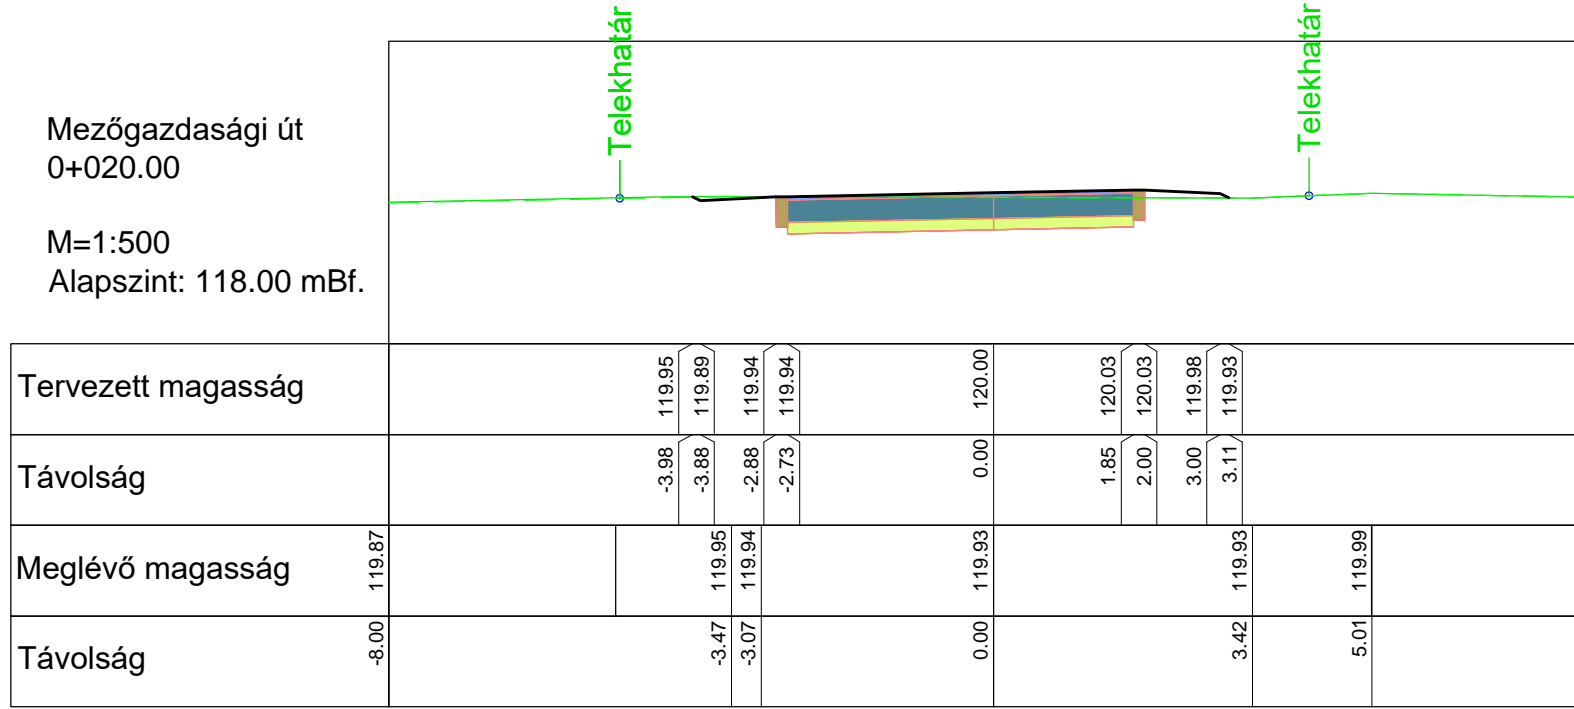 Telekhatár
Telekhatár
Mezőgazdasági út
0+020.00
M=1:500
Alapszint: 118.00 mBf.
Tervezett magasság 119.95 119.89 119.94 119.94 120.00 120.03 120.03 119.98 119.93
Távolság -3.98 -3.88 -2.88 -2.73 0.00 1.85 2.00 3.00 3.11
Meglévő magasság 119.87 119.95 119.94 119.93 119.93 119.99
Távolság -8.00 -3.47 -3.07 0.00 3.42 5.01